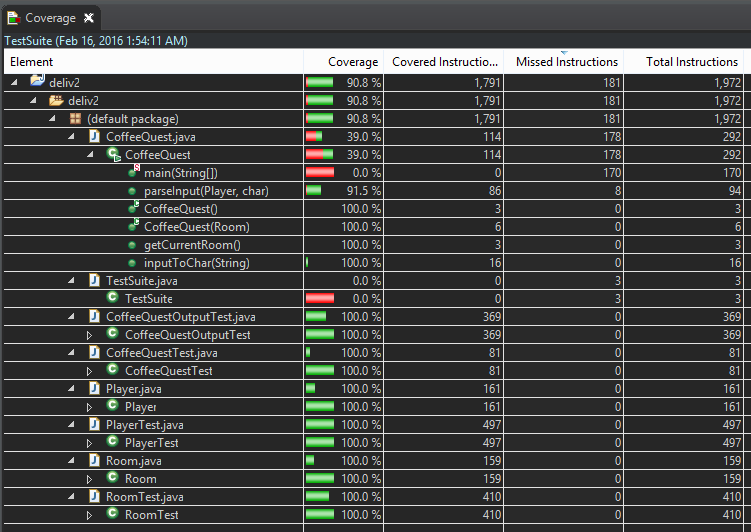 Coverage
TestSuite (Feb 16, 2016 1:54:11 AM)
Element Coverage Covered Instructio... Missed Instructions Total Instructions
deliv2 90.8 % 1,791 181 1,972
deliv2 90.8 % 1,791 181 1,972
(default package) 90.8 % 1,791 181 1,972
CoffeeQuest.java 39.0 % 114 178 292
CoffeeQuest 39.0 % 114 178 292
main(String[]) 0.0 % 0 170 170
parseInput(Player, char) 91.5 % 86 8 94
CoffeeQuest() 100.0 % 3 0 3
CoffeeQuest(Room) 100.0 % 6 0 6
getCurrentRoom() 100.0 % 3 0 3
inputToChar(String) 100.0 % 16 0 16
TestSuite.java 0.0 % 0 3 3
TestSuite 0.0 % 0 3 3
CoffeeQuestOutputTest.java 100.0 % 369 0 369
CoffeeQuestOutputTest 100.0 % 369 0 369
CoffeeQuestTest.java 100.0 % 81 0 81
CoffeeQuestTest 100.0 % 81 0 81
Player.java 100.0 % 161 0 161
Player 100.0 % 161 0 161
PlayerTest.java 100.0 % 497 0 497
PlayerTest 100.0 % 497 0 497
Room.java 100.0 % 159 0 159
Room 100.0 % 159 0 159
RoomTest.java 100.0 % 410 0 410
RoomTest 100.0 % 410 0 410